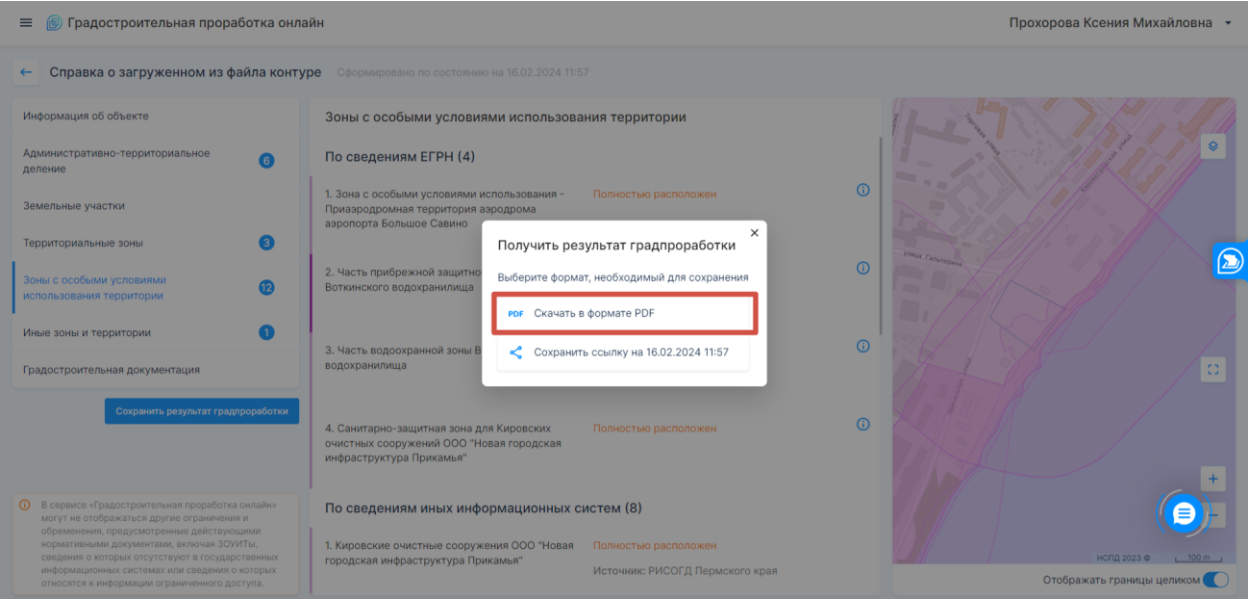 Градостроительная проработка онлайн
Прохорова Ксения Михайловна
Справка о загруженном из файла контуре
Сформировано по состоянию на 16.02.2024 11:57
Информация об объекте
Административно-территориальное
деление
6
Земельные участки
Территориальные зоны
3
Зоны с особыми условиями
использования территории
12
Иные зоны и территории
1
Градостроительная документация
Сохранить результат градпроработки
В сервисе «Градостроительная проработка онлайн»
могут не отображаться другие ограничения и
обременения, предусмотренные действующими
нормативными документами, включая ЗОУИТы,
сведения о которых отсутствуют в государственных
информационных системах или сведения о которых
относятся к информации ограниченного доступа.
Зоны с особыми условиями использования территории
По сведениям ЕГРН (4)
1. Зона с особыми условиями использования -
Приаэродромная территория аэродрома
аэропорта Большое Савино
Полностью расположен
2. Часть прибрежной защитно
Воткинского водохранилища
3. Часть водоохранной зоны В
водохранилища
4. Санитарно-защитная зона для Кировских
очистных сооружений ООО "Новая городская
инфраструктура Прикамья"
Полностью расположен
По сведениям иных информационных систем (8)
1. Кировские очистные сооружения ООО "Новая
городская инфраструктура Прикамья"
Полностью расположен
Источник: РИСОГД Пермского края
Получить результат градпроработки
Выберите формат, необходимый для сохранения
PDF Скачать в формате PDF
Сохранить ссылку на 16.02.2024 11:57
Торговая улица
улица Гальперина
НСПД 2023 ©
100 m
Отображать границы целиком